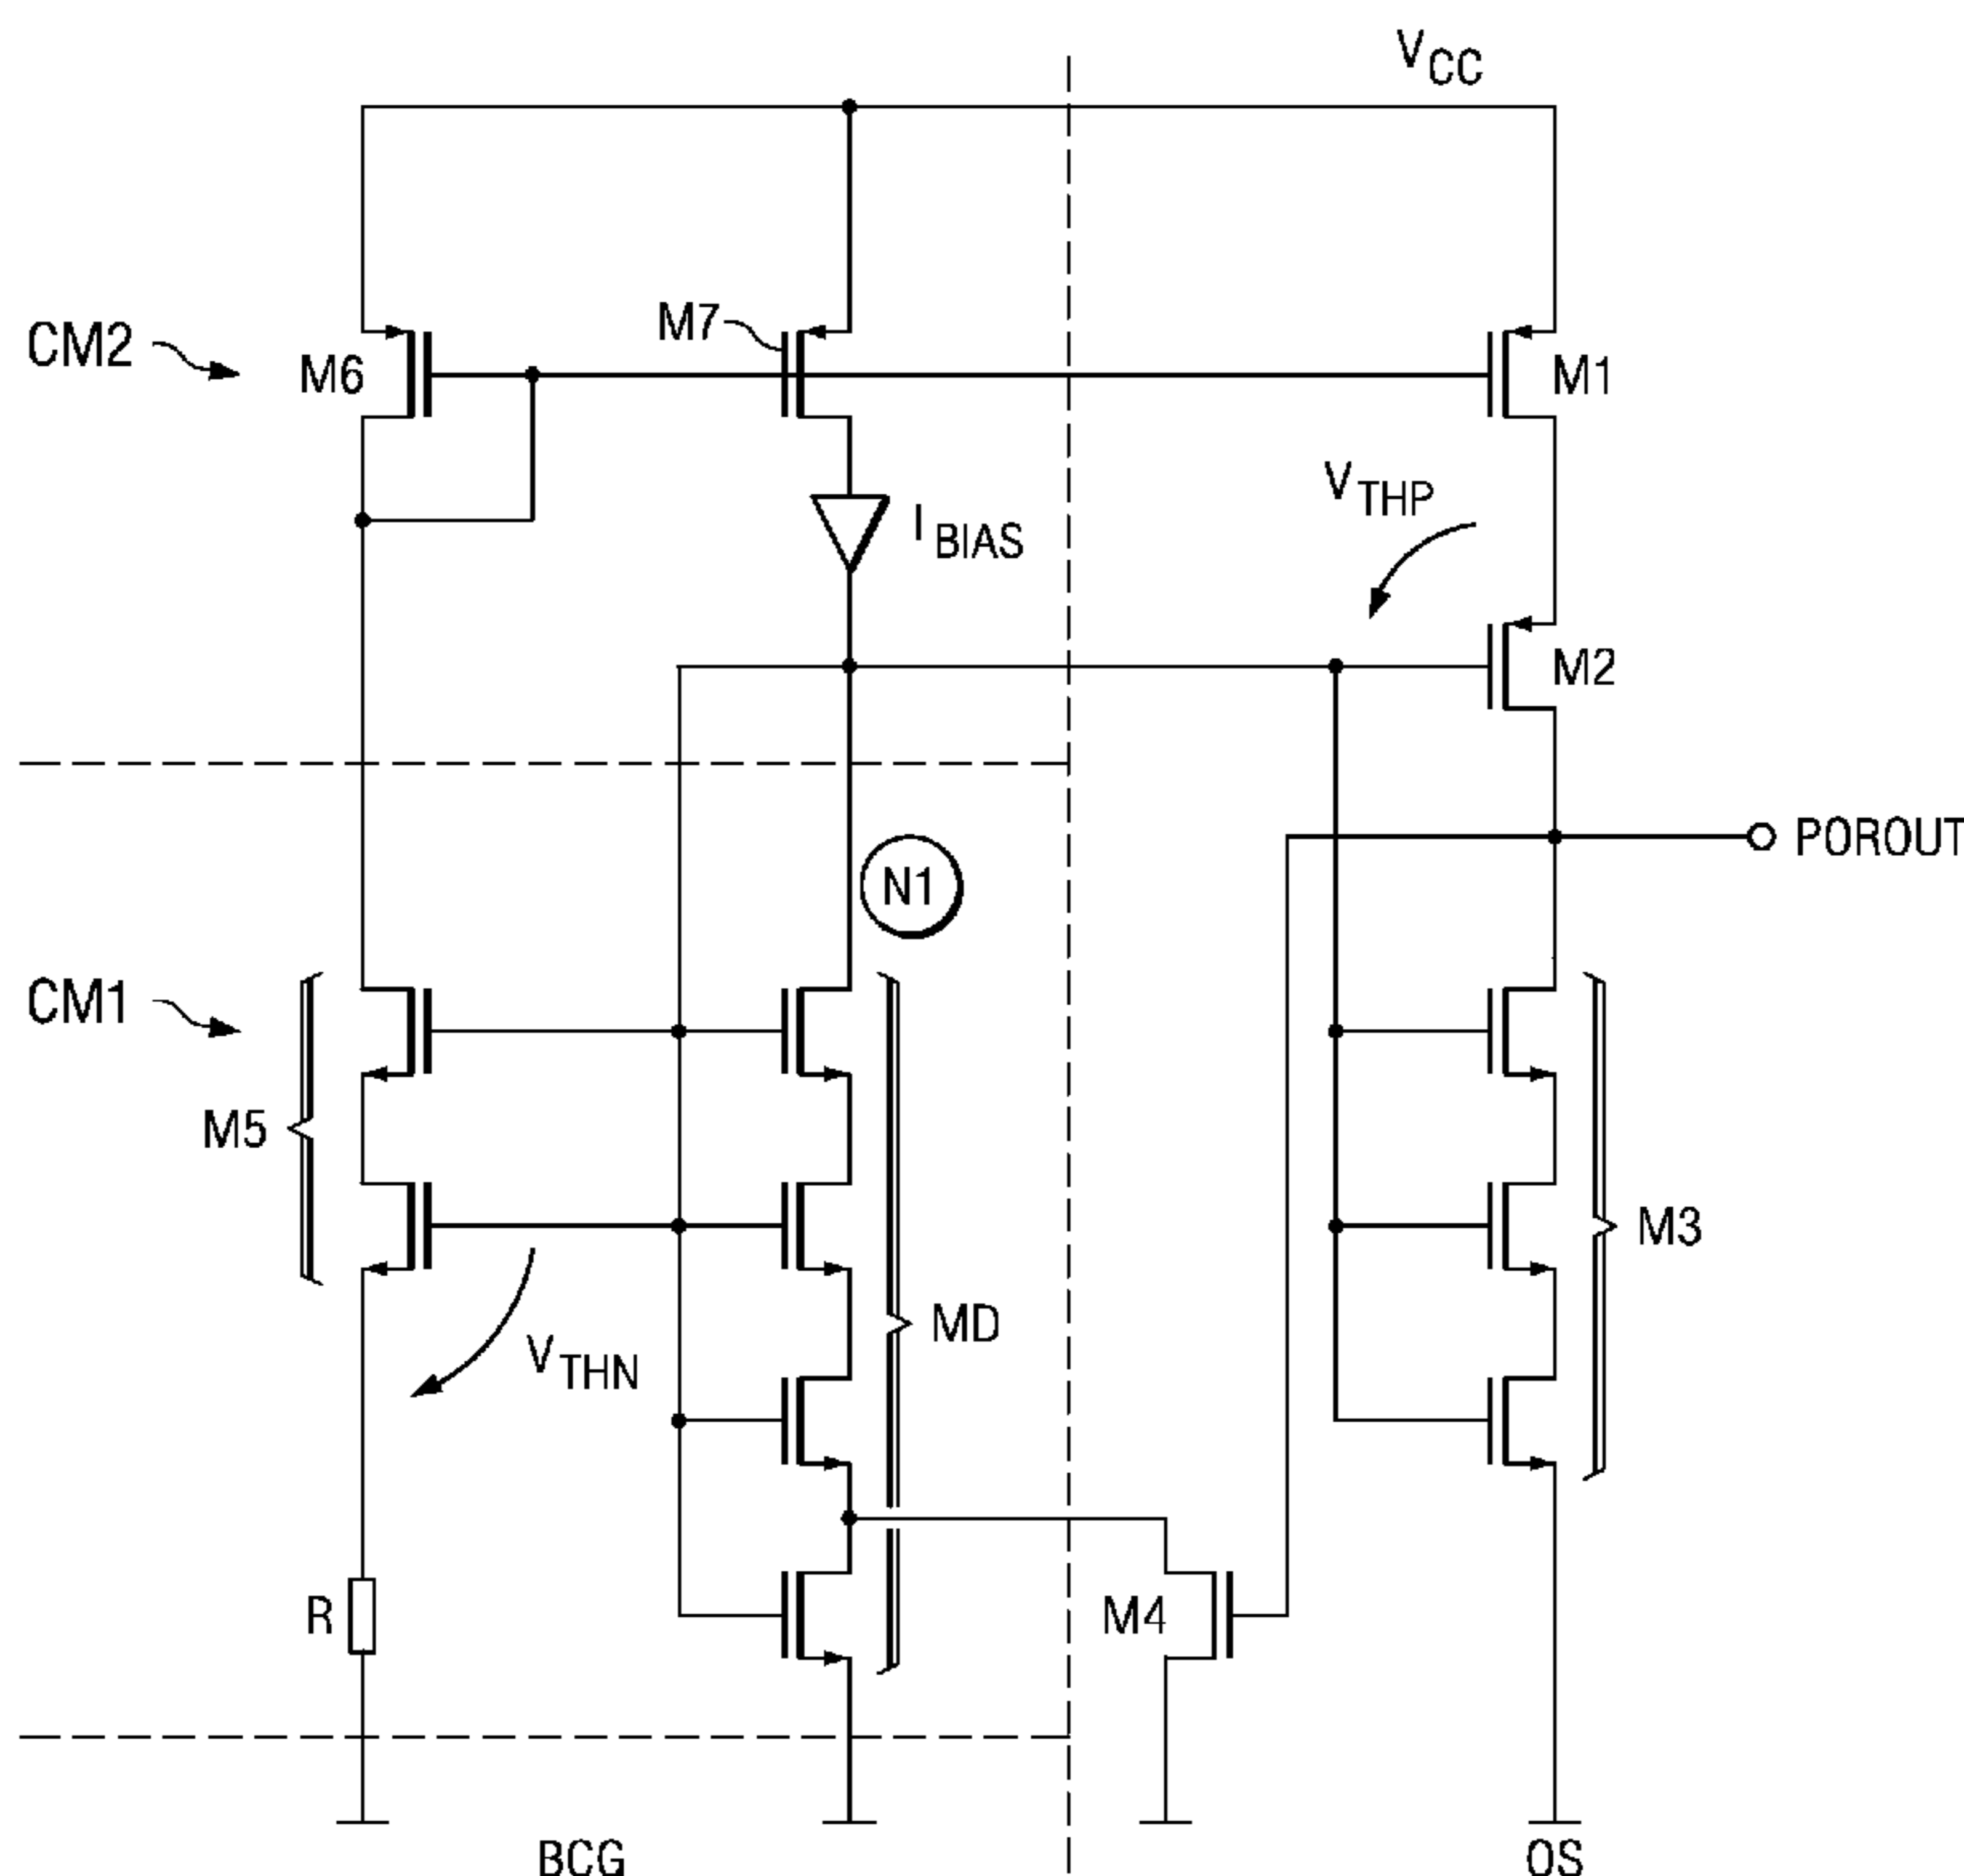 VCC
CM2
M6
M7
M1
VTHP
IBIAS
M2
POROUT
N1
CM1
M5
MD
M3
VTHN
R
M4
BCG
OS